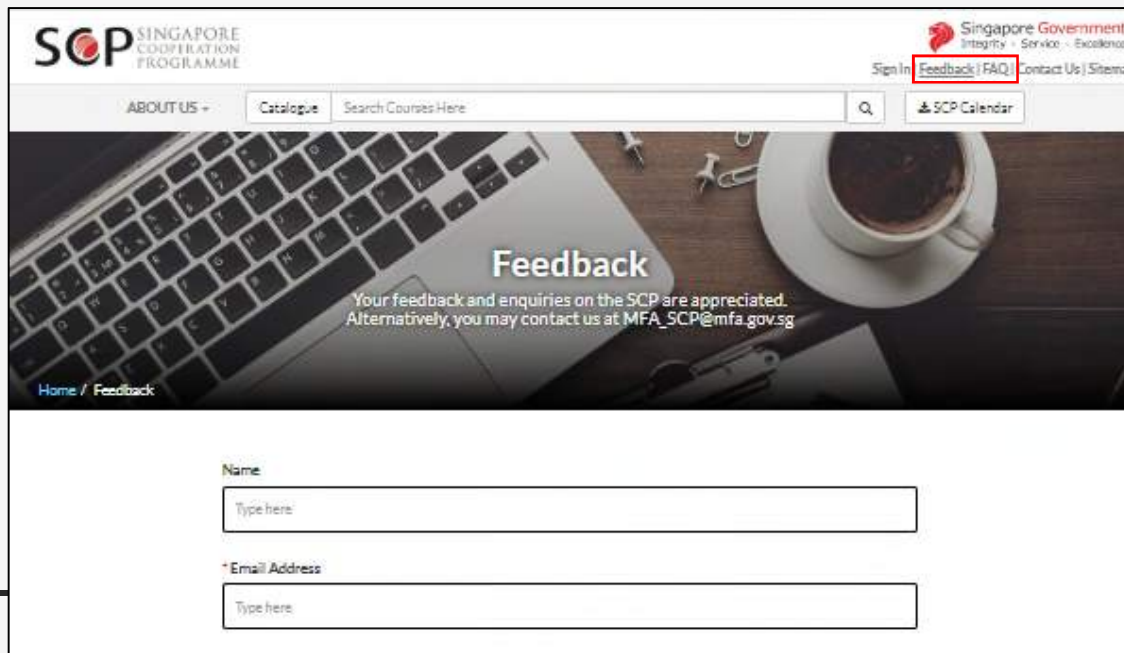 SCP SINGAPORE
COOPERATION
PROGRAMME
Singapore Government
Integrity · Service · Excellence
Sign In | Feedback | FAQ | Contact Us | Sitema
ABOUT US
Catalogue
Search Courses Here
SCP Calendar
Feedback
Your feedback and enquiries on the SCP are appreciated.
Alternatively, you may contact us at MFA_SCP@mfa.gov.sg
Home / Feedback
Name
Type here
* Email Address
Type here